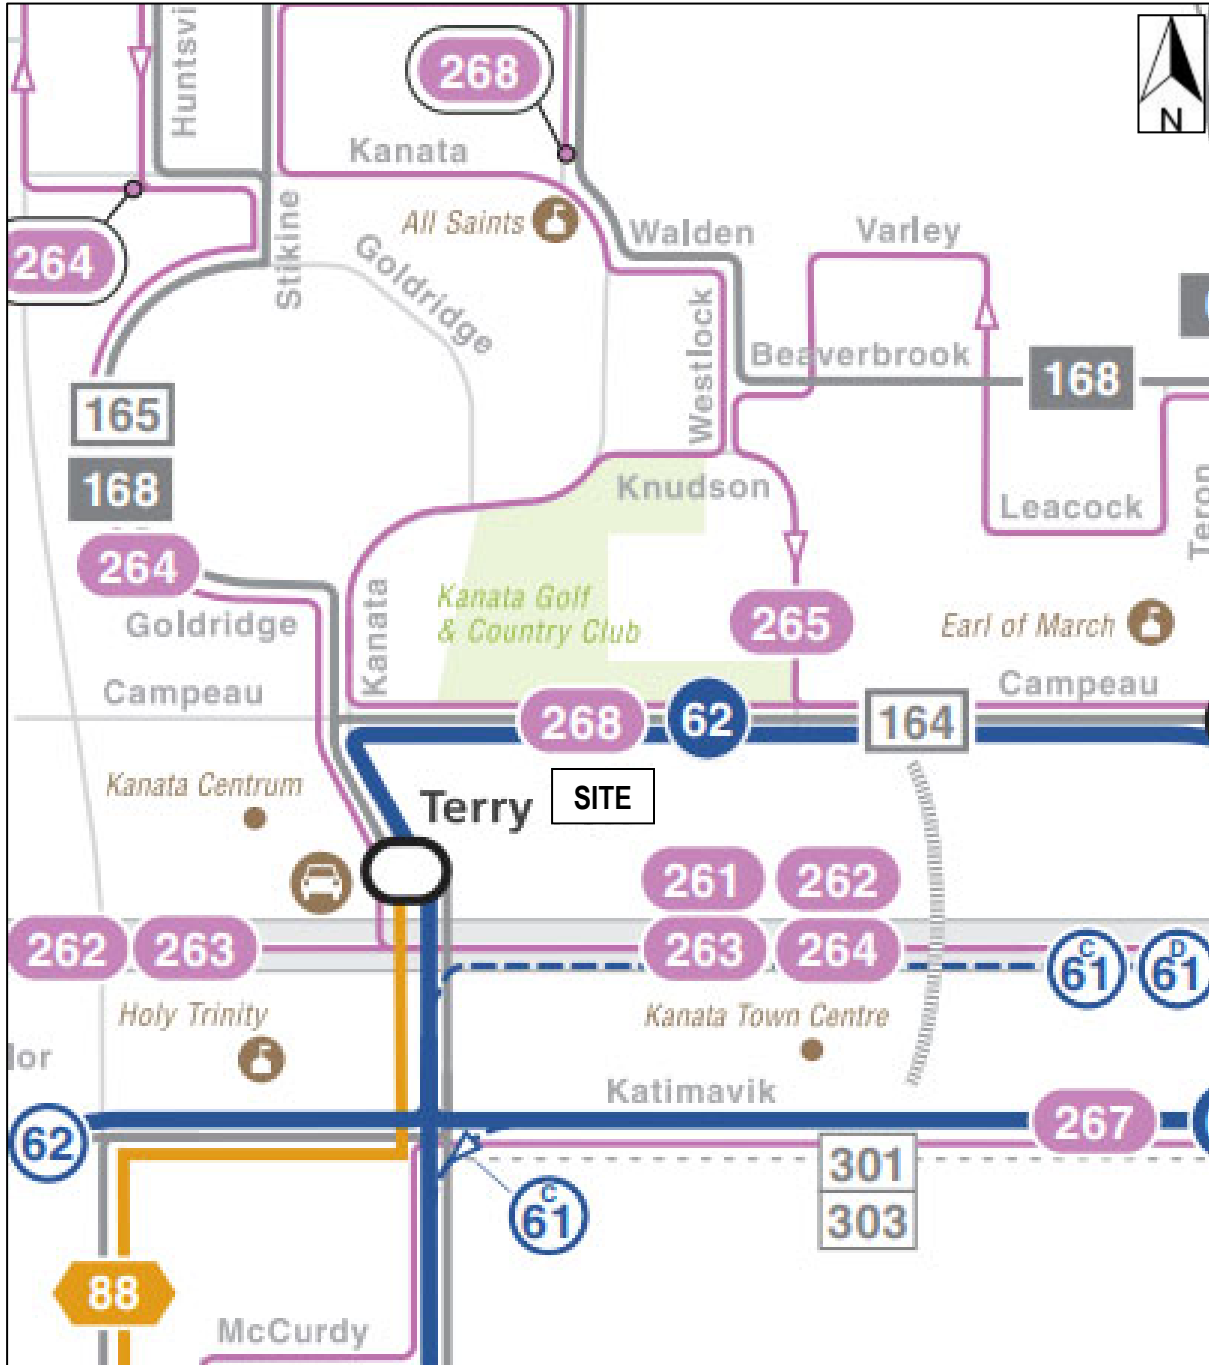 Huntsvi
268
N
Kanata
All Saints
Walden
Varley
264
Stikine
Goldridge
Westlock
Beaverbrook
168
165
168
Knudson
Leacock
Teron
264
Goldridge
Kanata
Kanata Golf
& Country Club
265
Earl of March
Campeau
Campeau
268
62
164
Kanata Centrum
Terry
SITE
261
262
262
263
263
264
C
61
D
61
Holy Trinity
Kanata Town Centre
lor
Katimavik
62
267
301
303
C
61
88
McCurdy